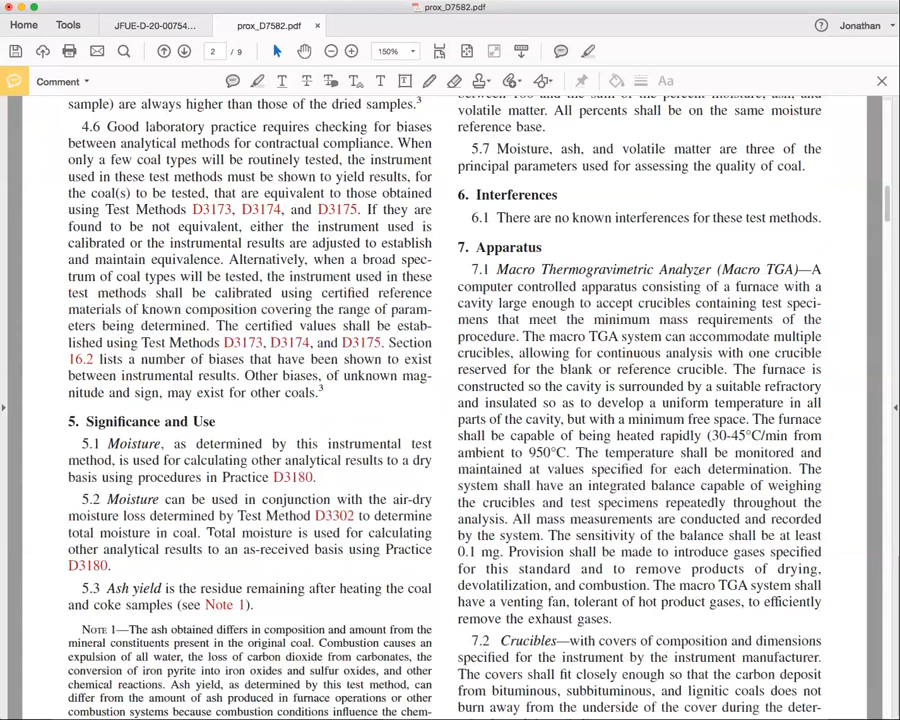 prox_D7582.pdf
Home
Tools
JFUE-D-20-00754...
prox_D7582.pdf
×
Jonathan
2
/ 9
150%
Comment
Aa
sample) are always higher than those of the dried samples.3
4.6 Good laboratory practice requires checking for biases
between analytical methods for contractual compliance. When
only a few coal types will be routinely tested, the instrument
used in these test methods must be shown to yield results, for
the coal(s) to be tested, that are equivalent to those obtained
using Test Methods D3173, D3174, and D3175. If they are
found to be not equivalent, either the instrument used is
calibrated or the instrumental results are adjusted to establish
and maintain equivalence. Alternatively, when a broad spec-
trum of coal types will be tested, the instrument used in these
test methods shall be calibrated using certified reference
materials of known composition covering the range of param-
eters being determined. The certified values shall be estab-
lished using Test Methods D3173, D3174, and D3175. Section
16.2 lists a number of biases that have been shown to exist
between instrumental results. Other biases, of unknown mag-
nitude and sign, may exist for other coals.3
5. Significance and Use
5.1 Moisture, as determined by this instrumental test
method, is used for calculating other analytical results to a dry
basis using procedures in Practice D3180.
5.2 Moisture can be used in conjunction with the air-dry
moisture loss determined by Test Method D3302 to determine
total moisture in coal. Total moisture is used for calculating
other analytical results to an as-received basis using Practice
D3180.
5.3 Ash yield is the residue remaining after heating the coal
and coke samples (see Note 1).
NOTE 1—The ash obtained differs in composition and amount from the
mineral constituents present in the original coal. Combustion causes an
expulsion of all water, the loss of carbon dioxide from carbonates, the
conversion of iron pyrite into iron oxides and sulfur oxides, and other
chemical reactions. Ash yield, as determined by this test method, can
differ from the amount of ash produced in furnace operations or other
combustion systems because combustion conditions influence the chem-
between 100 and the sum of the percent moisture, ash, and
volatile matter. All percents shall be on the same moisture
reference base.
5.7 Moisture, ash, and volatile matter are three of the
principal parameters used for assessing the quality of coal.
6. Interferences
6.1 There are no known interferences for these test methods.
7. Apparatus
7.1 Macro Thermogravimetric Analyzer (Macro TGA)—A
computer controlled apparatus consisting of a furnace with a
cavity large enough to accept crucibles containing test speci-
mens that meet the minimum mass requirements of the
procedure. The macro TGA system can accommodate multiple
crucibles, allowing for continuous analysis with one crucible
reserved for the blank or reference crucible. The furnace is
constructed so the cavity is surrounded by a suitable refractory
and insulated so as to develop a uniform temperature in all
parts of the cavity, but with a minimum free space. The furnace
shall be capable of being heated rapidly (30-45°C/min from
ambient to 950°C. The temperature shall be monitored and
maintained at values specified for each determination. The
system shall have an integrated balance capable of weighing
the crucibles and test specimens repeatedly throughout the
analysis. All mass measurements are conducted and recorded
by the system. The sensitivity of the balance shall be at least
0.1 mg. Provision shall be made to introduce gases specified
for this standard and to remove products of drying,
devolatilization, and combustion. The macro TGA system shall
have a venting fan, tolerant of hot product gases, to efficiently
remove the exhaust gases.
7.2 Crucibles—with covers of composition and dimensions
specified for the instrument by the instrument manufacturer.
The covers shall fit closely enough so that the carbon deposit
from bituminous, subbituminous, and lignitic coals does not
burn away from the underside of the cover during the deter-